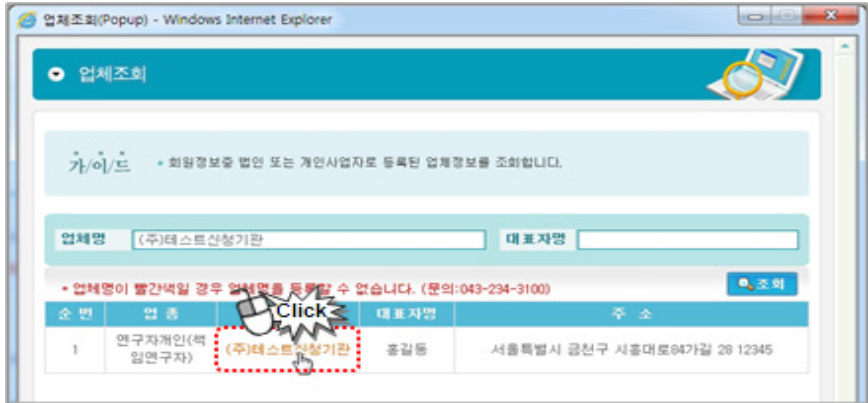 업체조회(Popup) - Windows Internet Explorer
업체조회
가/이/드 • 회원정보중 법인 또는 개인사업자로 등록된 업체정보를 조회합니다.
업체명 (주)테스트신청기관 대표자명
• 업체명이 빨간색일 경우 업체명을 등록할 수 없습니다. (문의:043-234-3100) 조회
순 번 업 종 대표자명 주 소
Click
1 연구자개인(책임연구자) (주)테스트신청기관 홍길동 서울특별시 금천구 시흥대로84가길 28 12345